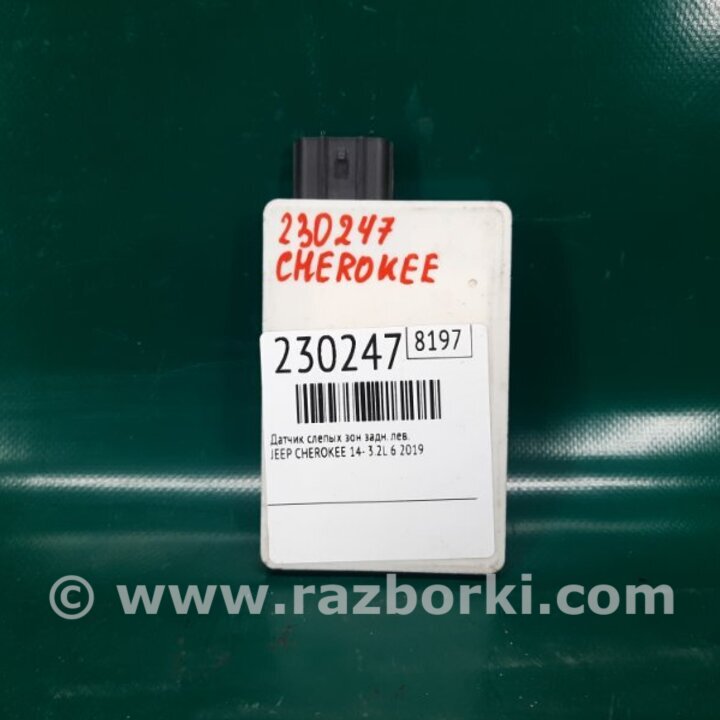 230247
CHEROKEE
230247 8197
Датчик слепых зон задн. лев.
JEEP CHEROKEE 14- 3.2L 6 2019
© www.razborki.com